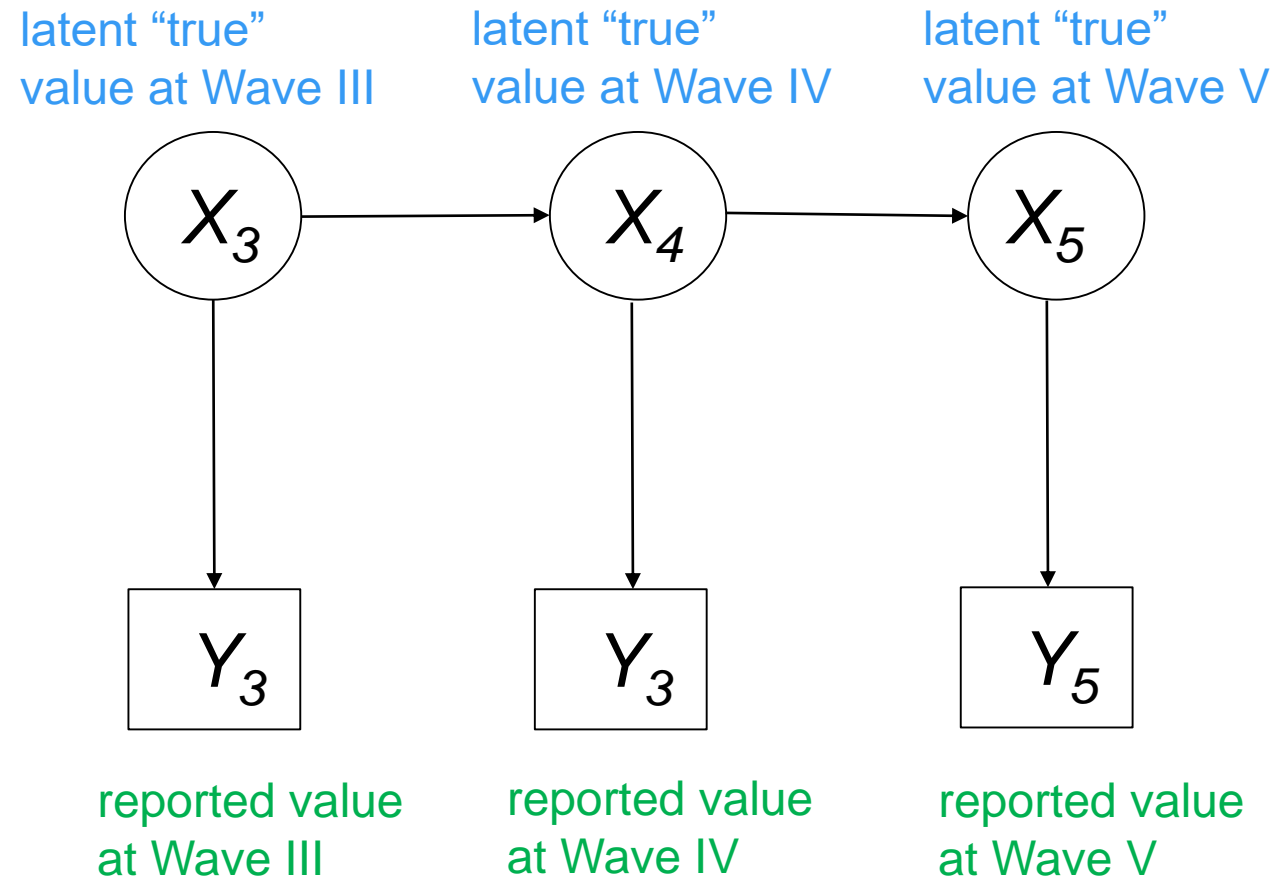 latent “true”
value at Wave III
latent “true”
value at Wave IV
latent “true”
value at Wave V
X3
X4
X5
Y3
Y3
Y5
reported value
at Wave III
reported value
at Wave IV
reported value
at Wave V